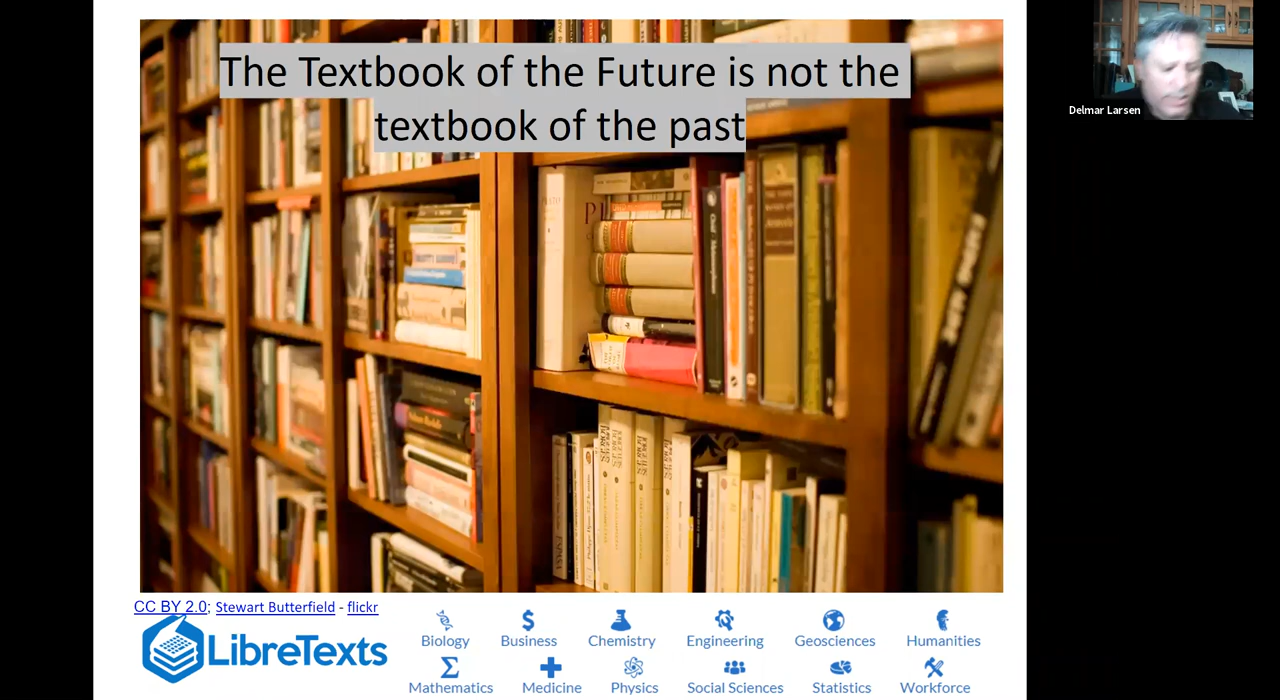 The Textbook of the Future is not the
textbook of the past
Delmar Larsen
CC BY 2.0; Stewart Butterfield - flickr
LibreTexts
Biology Business Chemistry Engineering Geosciences Humanities
Mathematics Medicine Physics Social Sciences Statistics Workforce